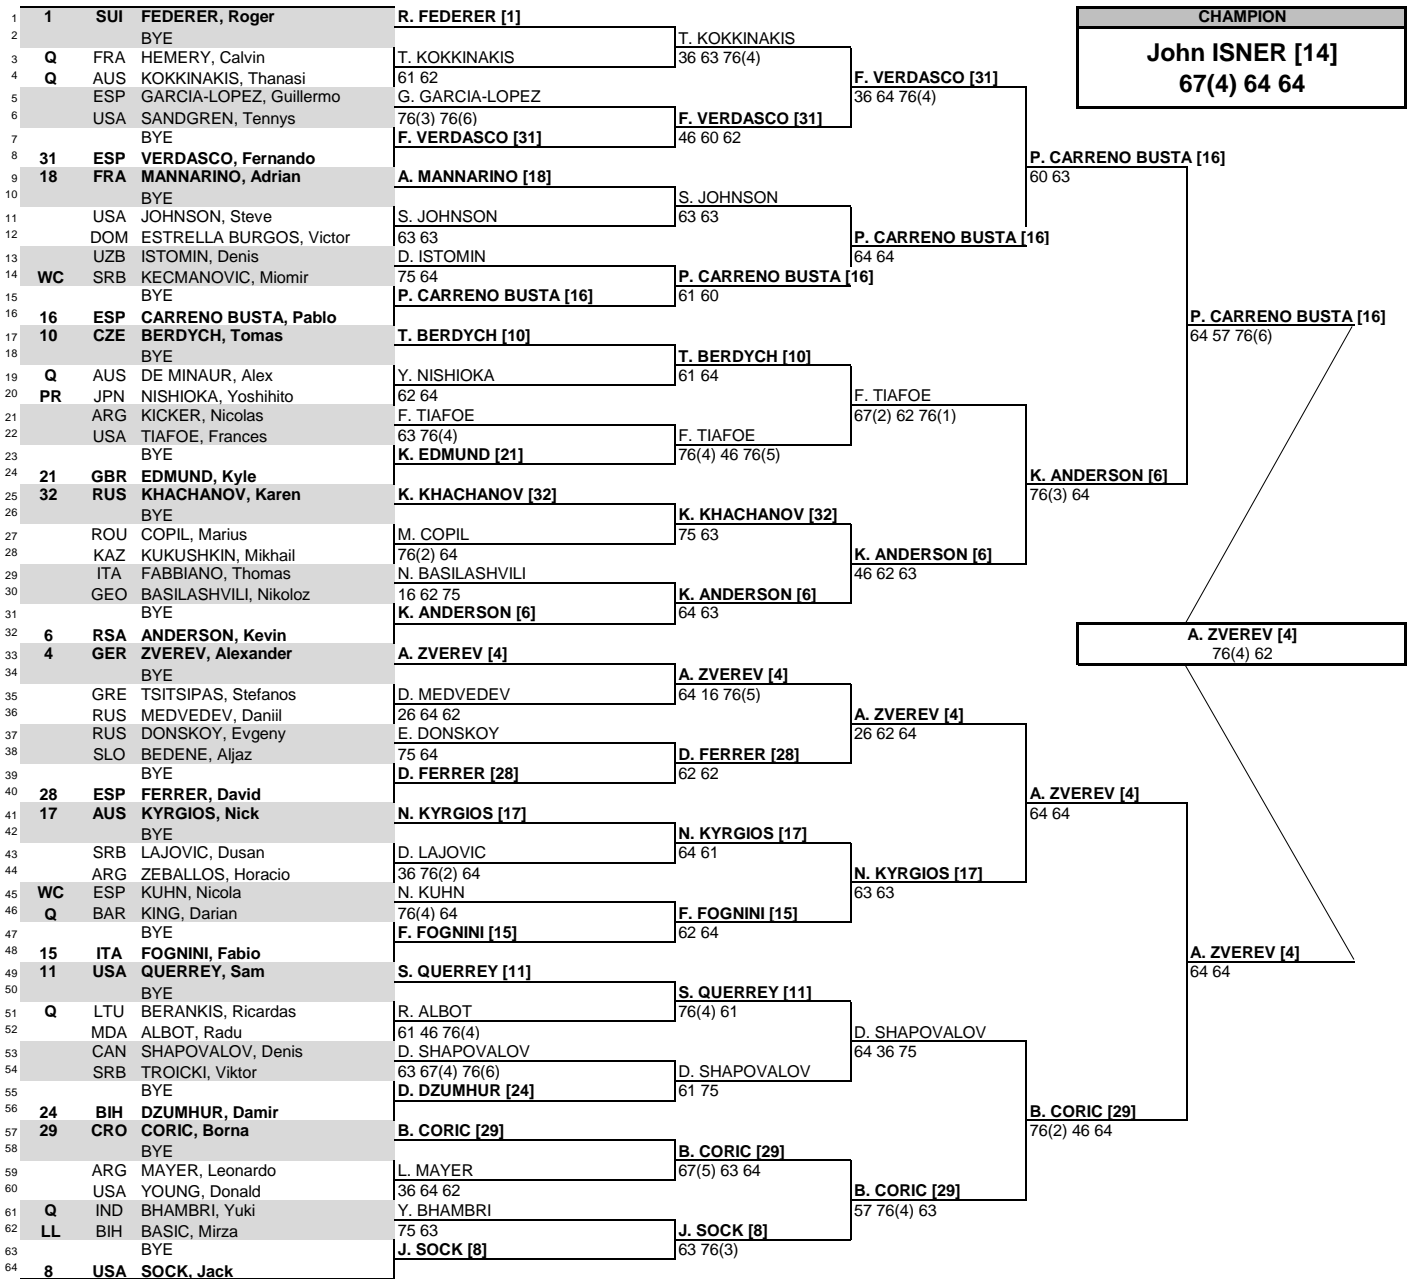 1 1 SUI FEDERER, Roger R. FEDERER [1] CHAMPION
2 BYE T. KOKKINAKIS
3 Q FRA HEMERY, Calvin T. KOKKINAKIS 36 63 76(4) John ISNER [14]
4 Q AUS KOKKINAKIS, Thanasi 61 62 F. VERDASCO [31] 67(4) 64 64
5 ESP GARCIA-LOPEZ, Guillermo G. GARCIA-LOPEZ 36 64 76(4)
6 USA SANDGREN, Tennys 76(3) 76(6) F. VERDASCO [31]
7 BYE F. VERDASCO [31] 46 60 62
8 31 ESP VERDASCO, Fernando P. CARRENO BUSTA [16]
9 18 FRA MANNARINO, Adrian A. MANNARINO [18] 60 63
10 BYE S. JOHNSON
11 USA JOHNSON, Steve S. JOHNSON 63 63
12 DOM ESTRELLA BURGOS, Victor 63 63 P. CARRENO BUSTA [16]
13 UZB ISTOMIN, Denis D. ISTOMIN 64 64
14 WC SRB KECMANOVIC, Miomir 75 64 P. CARRENO BUSTA [16]
15 BYE P. CARRENO BUSTA [16] 61 60
16 16 ESP CARRENO BUSTA, Pablo P. CARRENO BUSTA [16]
17 10 CZE BERDYCH, Tomas T. BERDYCH [10] 64 57 76(6)
18 BYE T. BERDYCH [10]
19 Q AUS DE MINAUR, Alex Y. NISHIOKA 61 64
20 PR JPN NISHIOKA, Yoshihito 62 64 F. TIAFOE
21 ARG KICKER, Nicolas F. TIAFOE 67(2) 62 76(1)
22 USA TIAFOE, Frances 63 76(4) F. TIAFOE
23 BYE K. EDMUND [21] 76(4) 46 76(5)
24 21 GBR EDMUND, Kyle K. ANDERSON [6]
25 32 RUS KHACHANOV, Karen K. KHACHANOV [32] 76(3) 64
26 BYE K. KHACHANOV [32]
27 ROU COPIL, Marius M. COPIL 75 63
28 KAZ KUKUSHKIN, Mikhail 76(2) 64 K. ANDERSON [6]
29 ITA FABBIANO, Thomas N. BASILASHVILI 46 62 63
30 GEO BASILASHVILI, Nikoloz 16 62 75 K. ANDERSON [6]
31 BYE K. ANDERSON [6] 64 63
32 6 RSA ANDERSON, Kevin A. ZVEREV [4]
33 4 GER ZVEREV, Alexander A. ZVEREV [4] 76(4) 62
34 BYE A. ZVEREV [4]
35 GRE TSITSIPAS, Stefanos D. MEDVEDEV 64 16 76(5)
36 RUS MEDVEDEV, Daniil 26 64 62 A. ZVEREV [4]
37 RUS DONSKOY, Evgeny E. DONSKOY 26 62 64
38 SLO BEDENE, Aljaz 75 64 D. FERRER [28]
39 BYE D. FERRER [28] 62 62
40 28 ESP FERRER, David A. ZVEREV [4]
41 17 AUS KYRGIOS, Nick N. KYRGIOS [17] 64 64
42 BYE N. KYRGIOS [17]
43 SRB LAJOVIC, Dusan D. LAJOVIC 64 61
44 ARG ZEBALLOS, Horacio 36 76(2) 64 N. KYRGIOS [17]
45 WC ESP KUHN, Nicola N. KUHN 63 63
46 Q BAR KING, Darian 76(4) 64 F. FOGNINI [15]
47 BYE F. FOGNINI [15] 62 64
48 15 ITA FOGNINI, Fabio A. ZVEREV [4]
49 11 USA QUERREY, Sam S. QUERREY [11] 64 64
50 BYE S. QUERREY [11]
51 Q LTU BERANKIS, Ricardas R. ALBOT 76(4) 61
52 MDA ALBOT, Radu 61 46 76(4) D. SHAPOVALOV
53 CAN SHAPOVALOV, Denis D. SHAPOVALOV 64 36 75
54 SRB TROICKI, Viktor 63 67(4) 76(6) D. SHAPOVALOV
55 BYE D. DZUMHUR [24] 61 75
56 24 BIH DZUMHUR, Damir B. CORIC [29]
57 29 CRO CORIC, Borna B. CORIC [29] 76(2) 46 64
58 BYE B. CORIC [29]
59 ARG MAYER, Leonardo L. MAYER 67(5) 63 64
60 USA YOUNG, Donald 36 64 62 B. CORIC [29]
61 Q IND BHAMBRI, Yuki Y. BHAMBRI 57 76(4) 63
62 LL BIH BASIC, Mirza 75 63 J. SOCK [8]
63 BYE J. SOCK [8] 63 76(3)
64 8 USA SOCK, Jack